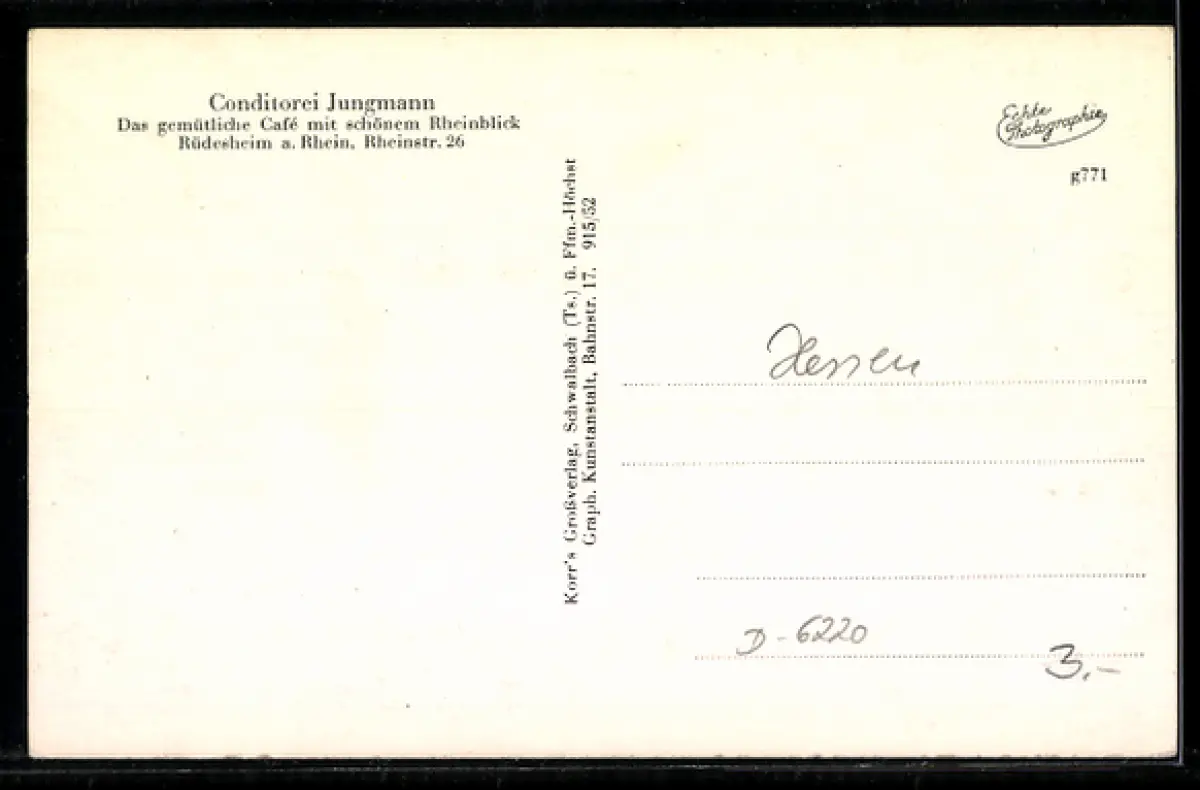 Conditorei Jungmann
Das gemütliche Café mit schönem Rheinblick
Rüdesheim a. Rhein, Rheinstr. 26
Korr's Großverlag, Schwalbach (Ts.) ü. Ffm.-Höchst
Graph. Kunstanstalt, Bahnstr. 17. 915/52
Echte
Photographie
g771
Hessen
D-6220
3,-